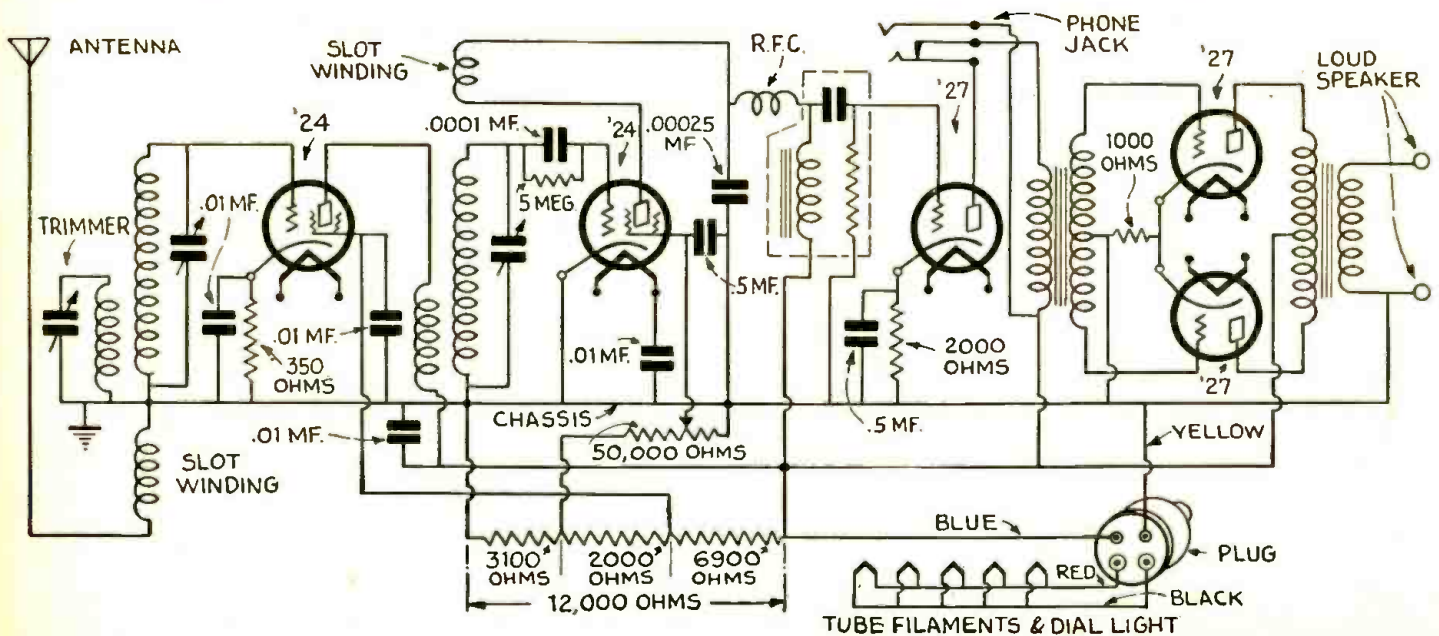 ANTENNA
SLOT
WINDING
R.F.C.
PHONE
JACK
'27
'27
LOUD
SPEAKER
'24
.0001 MF.
'24
.00025
MF
1000
OHMS
TRIMMER
.01 MF.
.5 MEG.
.5 MF.
.01 MF.
350
OHMS
.01 MF.
2000
OHMS
.5 MF.
'27
CHASSIS
.01 MF.
50,000 OHMS
YELLOW
SLOT
WINDING
BLUE
PLUG
3100
OHMS
2000
OHMS
6900
OHMS
RED
BLACK
12,000 OHMS
TUBE FILAMENTS & DIAL LIGHT